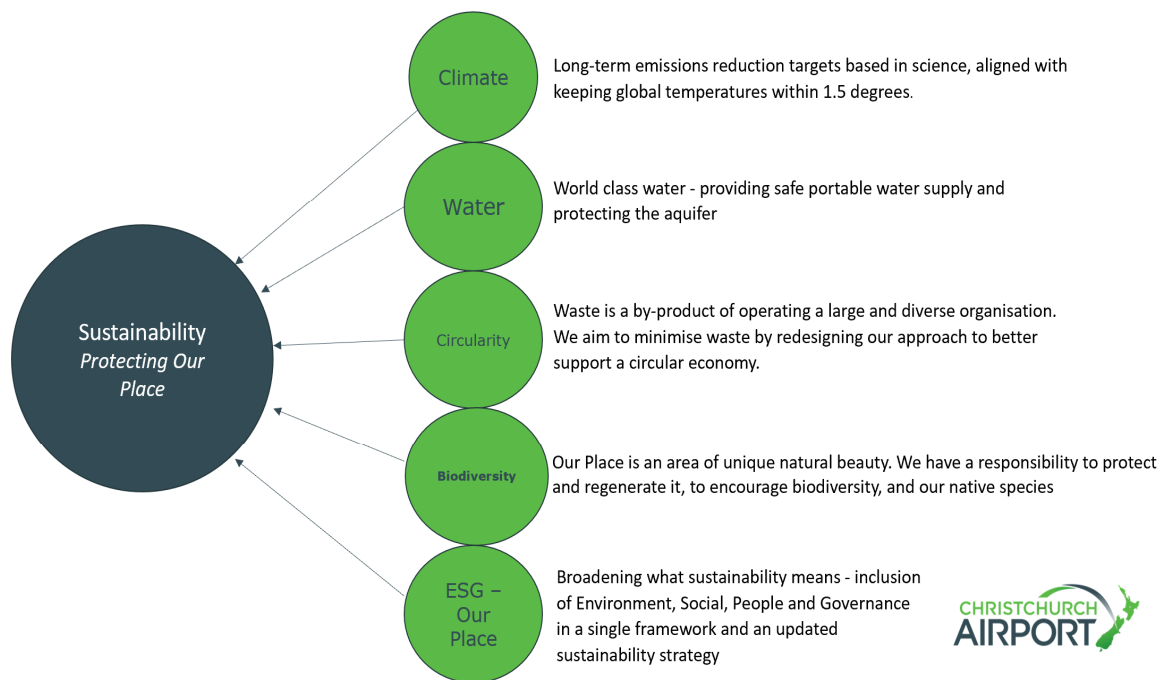 Climate
Long-term emissions reduction targets based in science, aligned with
keeping global temperatures within 1.5 degrees.
Water
World class water - providing safe portable water supply and
protecting the aquifer
Sustainability
Protecting Our
Place
Circularity
Waste is a by-product of operating a large and diverse organisation.
We aim to minimise waste by redesigning our approach to better
support a circular economy.
Biodiversity
Our Place is an area of unique natural beauty. We have a responsibility to protect
and regenerate it, to encourage biodiversity, and our native species
ESG –
Our
Place
Broadening what sustainability means - inclusion
of Environment, Social, People and Governance
in a single framework and an updated
sustainability strategy
CHRISTCHURCH
AIRPORT